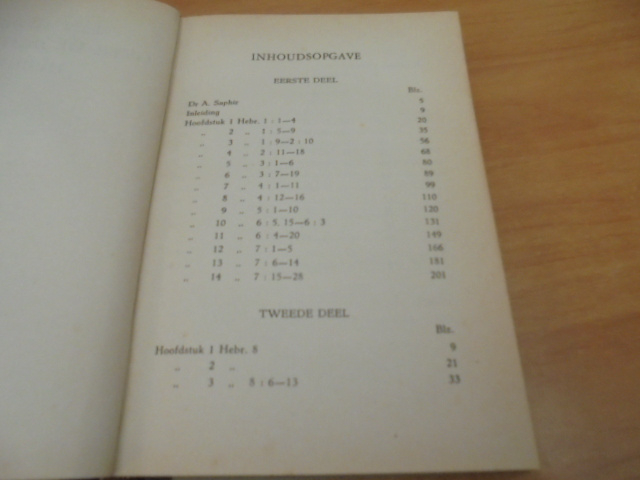 INHOUDSOPGAVE
EERSTE DEEL
Blz.
Dr A. Saphir 5
Inleiding 9
Hoofdstuk 1 Hebr. 1 : 1—4 20
„ 2 „ 1 : 5—9 35
„ 3 „ 1 : 9—2 : 10 56
„ 4 „ 2 : 11—18 68
„ 5 „ 3 : 1—6 80
„ 6 „ 3 : 7—19 89
„ 7 „ 4 : 1—11 99
„ 8 „ 4 : 12—16 110
„ 9 „ 5 : 1—10 120
„ 10 „ 6 : 5. 15—6 : 3 131
„ 11 „ 6 : 4—20 149
„ 12 „ 7 : 1—5 166
„ 13 „ 7 : 6—14 181
„ 14 „ 7 : 15—28 201
TWEEDE DEEL
Blz.
Hoofdstuk 1 Hebr. 8 9
„ 2 „ 21
„ 3 „ 8 : 6—13 33